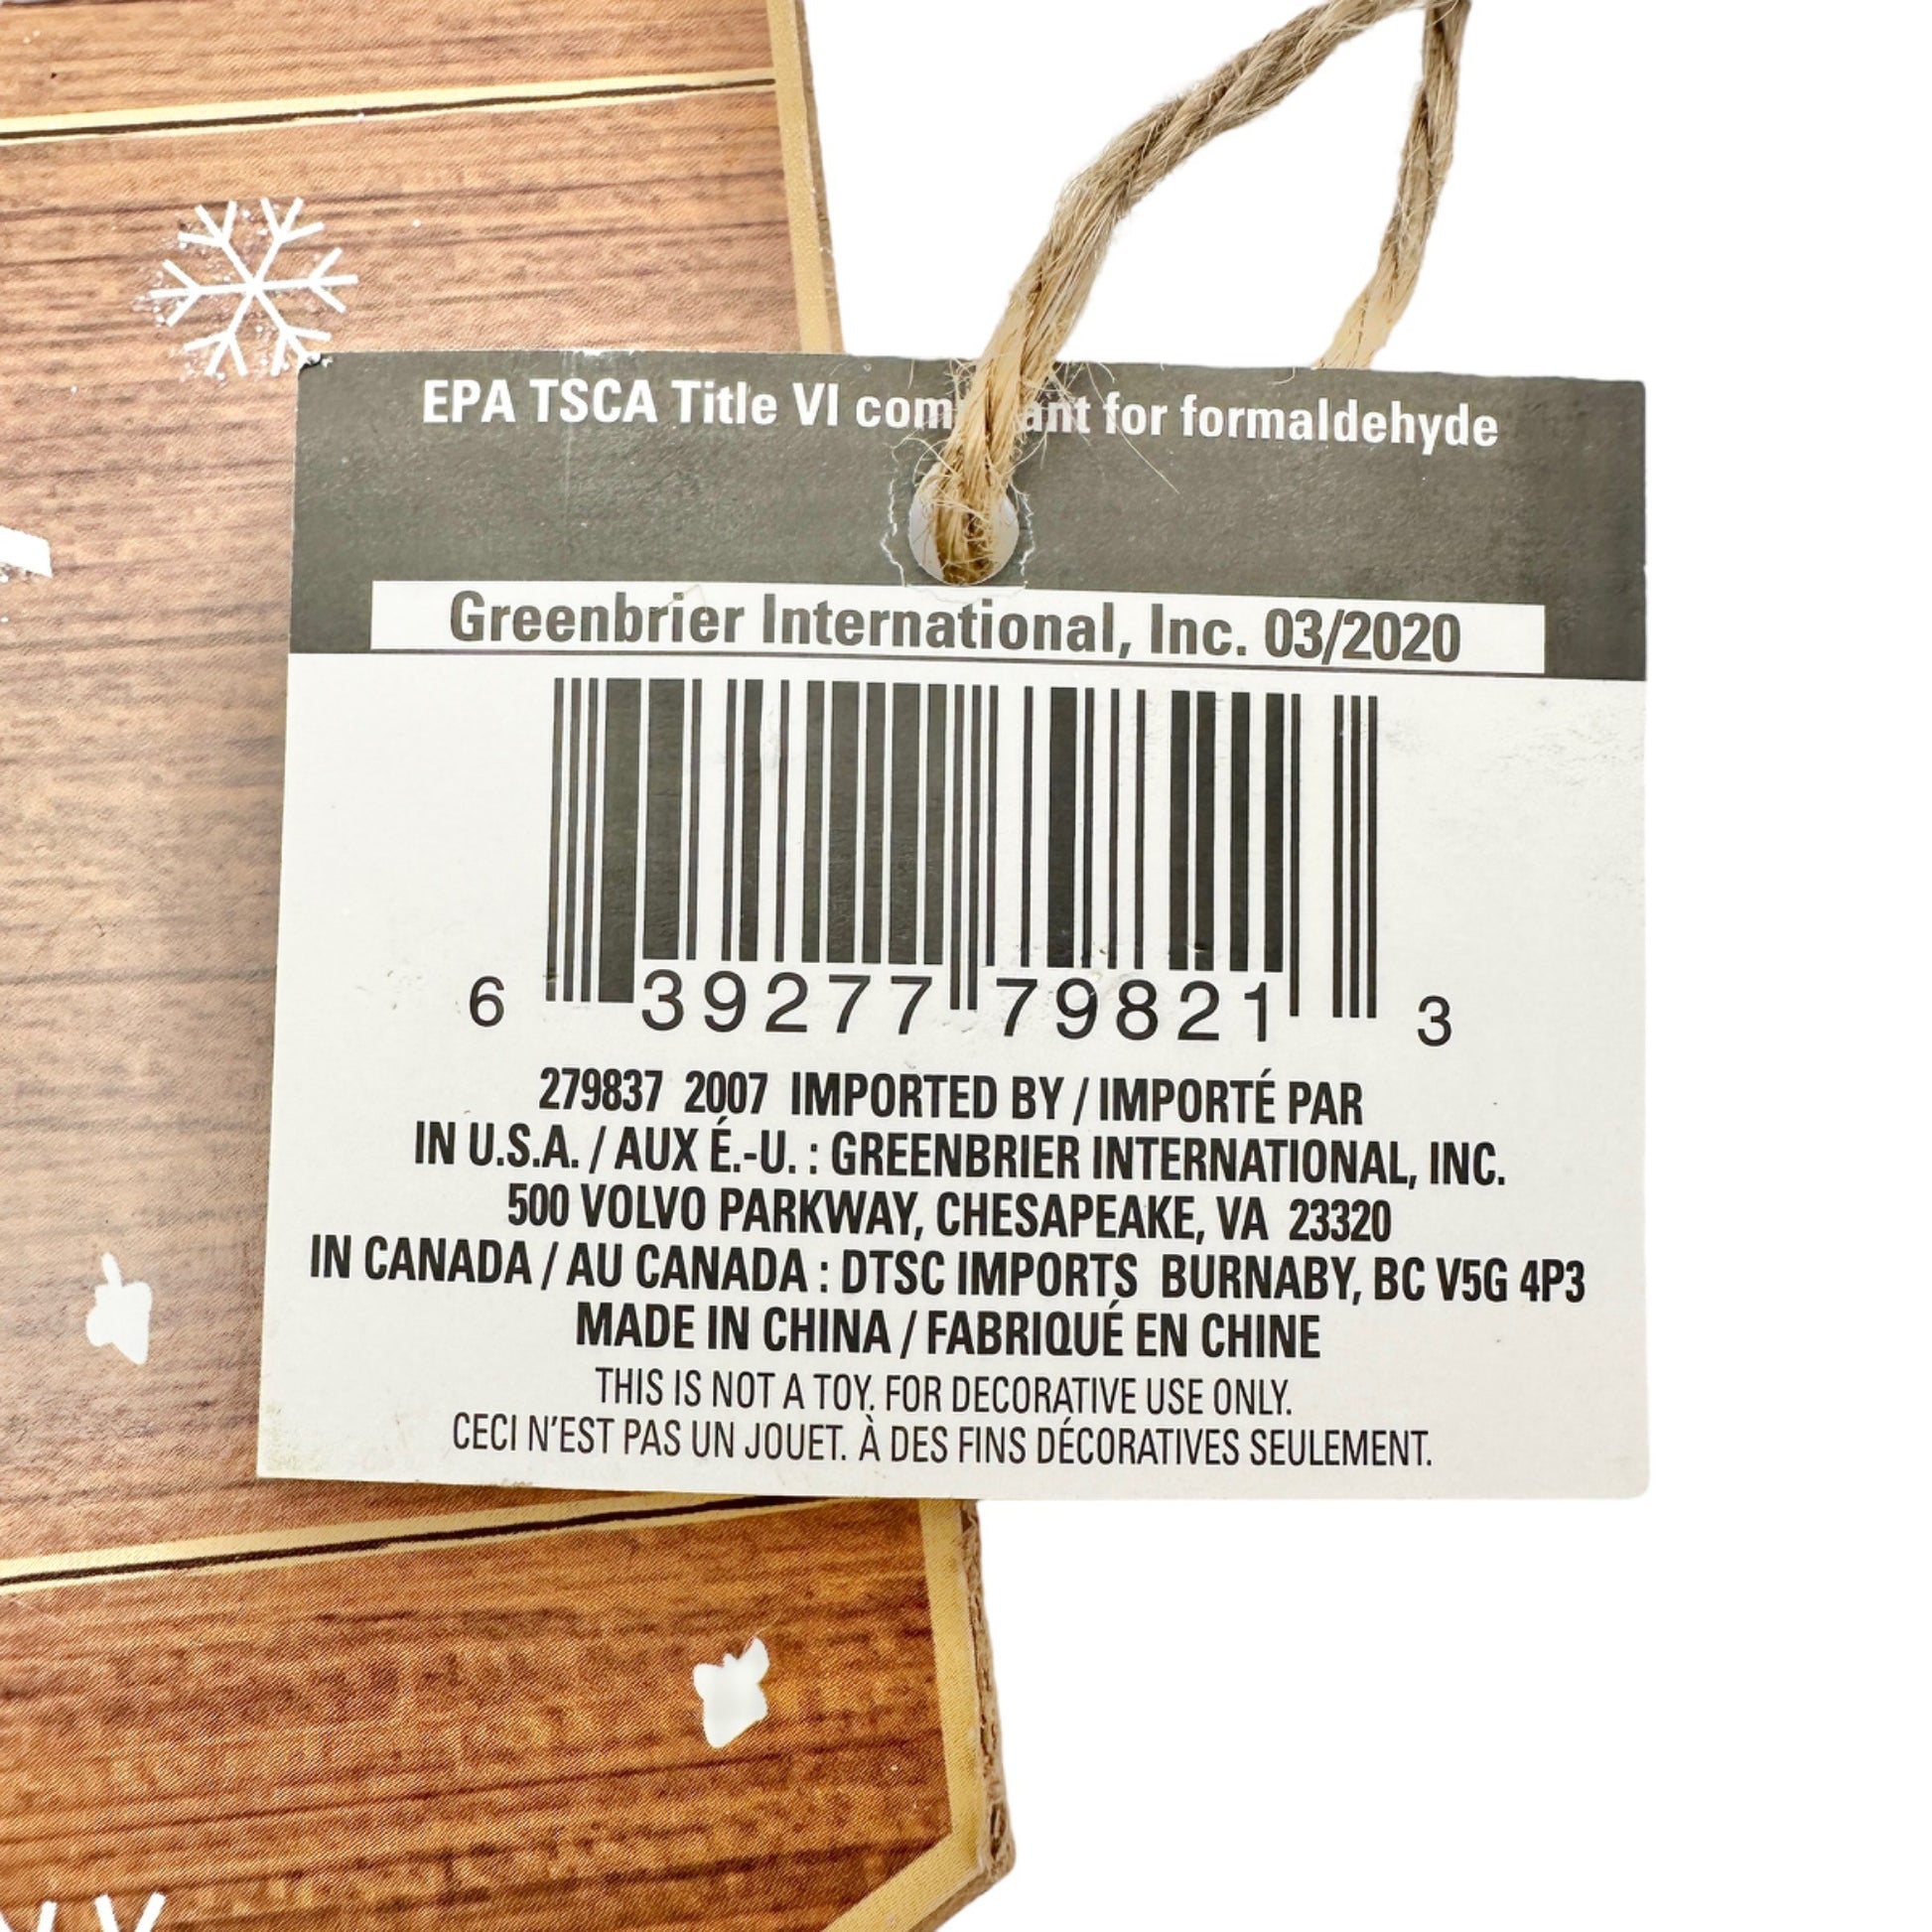 EPA TSCA Title VI for formaldehyde
Greenbrier International, Inc. 03/2020
6 39277 79821 3
279837 2007 IMPORTED BY / IMPORTÉ PAR
IN U.S.A. / AUX É.-U. : GREENBRIER INTERNATIONAL, INC.
500 VOLVO PARKWAY, CHESAPEAKE, VA 23320
IN CANADA / AU CANADA : DTSC IMPORTS BURNABY, BC V5G 4P3
MADE IN CHINA / FABRIQUÉ EN CHINE
THIS IS NOT A TOY. FOR DECORATIVE USE ONLY.
CECI N'EST PAS UN JOUET. À DES FINS DÉCORATIVES SEULEMENT.